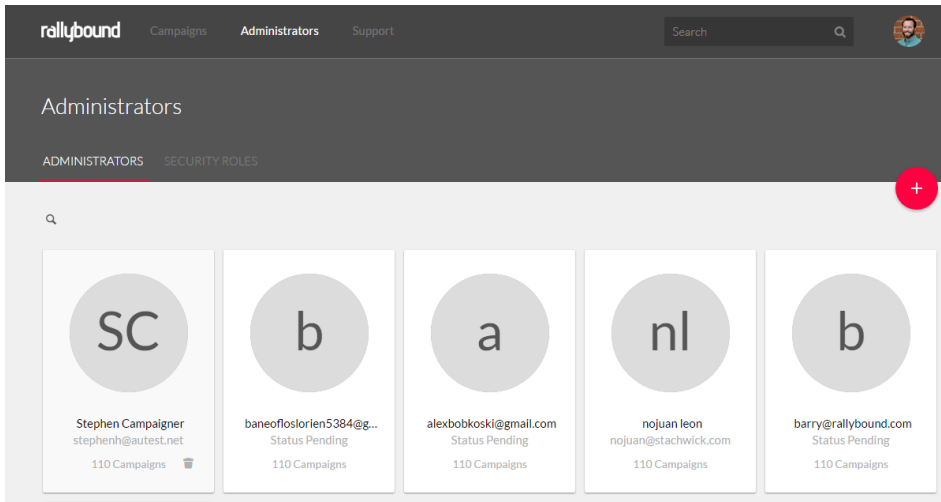 rallybound Campaigns Administrators Support Search
Administrators
ADMINISTRATORS SECURITY ROLES
+
SC
Stephen Campaigner
stephenh@autest.net
110 Campaigns
b
baneofloslorien5384@g...
Status Pending
110 Campaigns
a
alexbobkoski@gmail.com
Status Pending
110 Campaigns
nl
nojuan leon
nojuan@stachwick.com
110 Campaigns
b
barry@rallybound.com
Status Pending
110 Campaigns